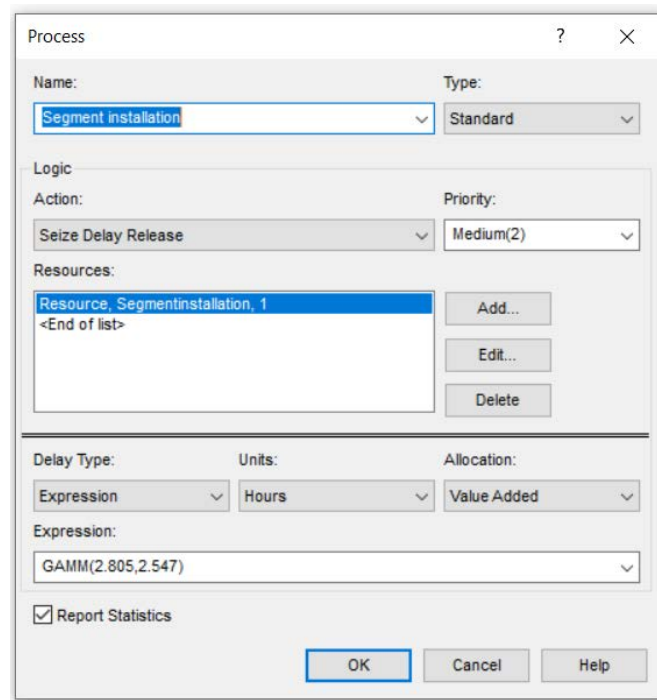 Process ?
Name: Type:
Segment installation Standard
Logic
Action: Priority:
Seize Delay Release Medium(2)
Resources:
Resource, Segmentinstallation, 1
<End of list>
Add...
Edit...
Delete
Delay Type: Units: Allocation:
Expression Hours Value Added
Expression:
GAMM(2.805,2.547)
Report Statistics
OK Cancel Help